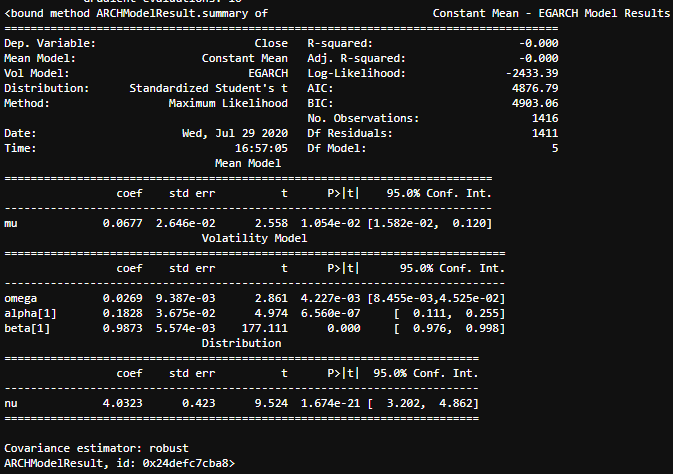 <bound method ARCHModelResult.summary of                         Constant Mean - EGARCH Model Results
==============================================================================
Dep. Variable:                        Close   R-squared:                      -0.000
Mean Model:                   Constant Mean   Adj. R-squared:                 -0.000
Vol Model:                           EGARCH   Log-Likelihood:               -2433.39
Distribution:      Standardized Student's t   AIC:                           4876.79
Method:                  Maximum Likelihood   BIC:                           4903.06
                                              No. Observations:                 1416
Date:                      Wed, Jul 29 2020   Df Residuals:                     1411
Time:                              16:57:05   Df Model:                            5
                                Mean Model
==========================================================================
                 coef    std err          t      P>|t|    95.0% Conf. Int.
--------------------------------------------------------------------------
mu             0.0677  2.646e-02      2.558  1.054e-02 [1.582e-02,  0.120]
                              Volatility Model
============================================================================
                 coef    std err          t      P>|t|      95.0% Conf. Int.
----------------------------------------------------------------------------
omega          0.0269  9.387e-03      2.861  4.227e-03 [8.455e-03,4.525e-02]
alpha[1]       0.1828  3.675e-02      4.974  6.560e-07     [  0.111,  0.255]
beta[1]        0.9873  5.574e-03    177.111      0.000     [  0.976,  0.998]
                              Distribution
========================================================================
                 coef    std err          t      P>|t|  95.0% Conf. Int.
------------------------------------------------------------------------
nu             4.0323      0.423      9.524  1.674e-21 [  3.202,  4.862]
========================================================================
Covariance estimator: robust
ARCHModelResult, id: 0x24defc7cba8>